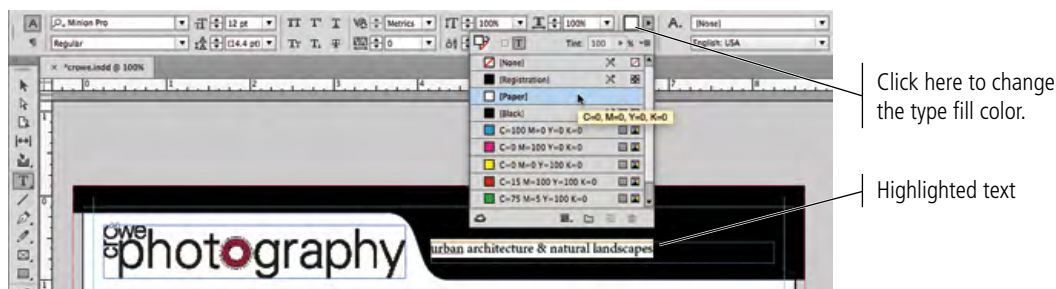 Minion Pro 12 pt TT T' T Metrics 100% 100% A. [None]
Regular (14.4 pt) Tr T, T 0 English: USA
T Tint: 100 %
× *crowe.indd @ 100%
[None]
[Registration]
[Paper]
[Black]
C=0, M=0, Y=0, K=0
C=100 M=0 Y=0 K=0
C=0 M=100 Y=0 K=0
C=0 M=0 Y=100 K=0
C=15 M=100 Y=100 K=0
C=75 M=5 Y=100 K=0
crowe
photography
urban architecture & natural landscapes
Click here to change
the type fill color.
Highlighted text